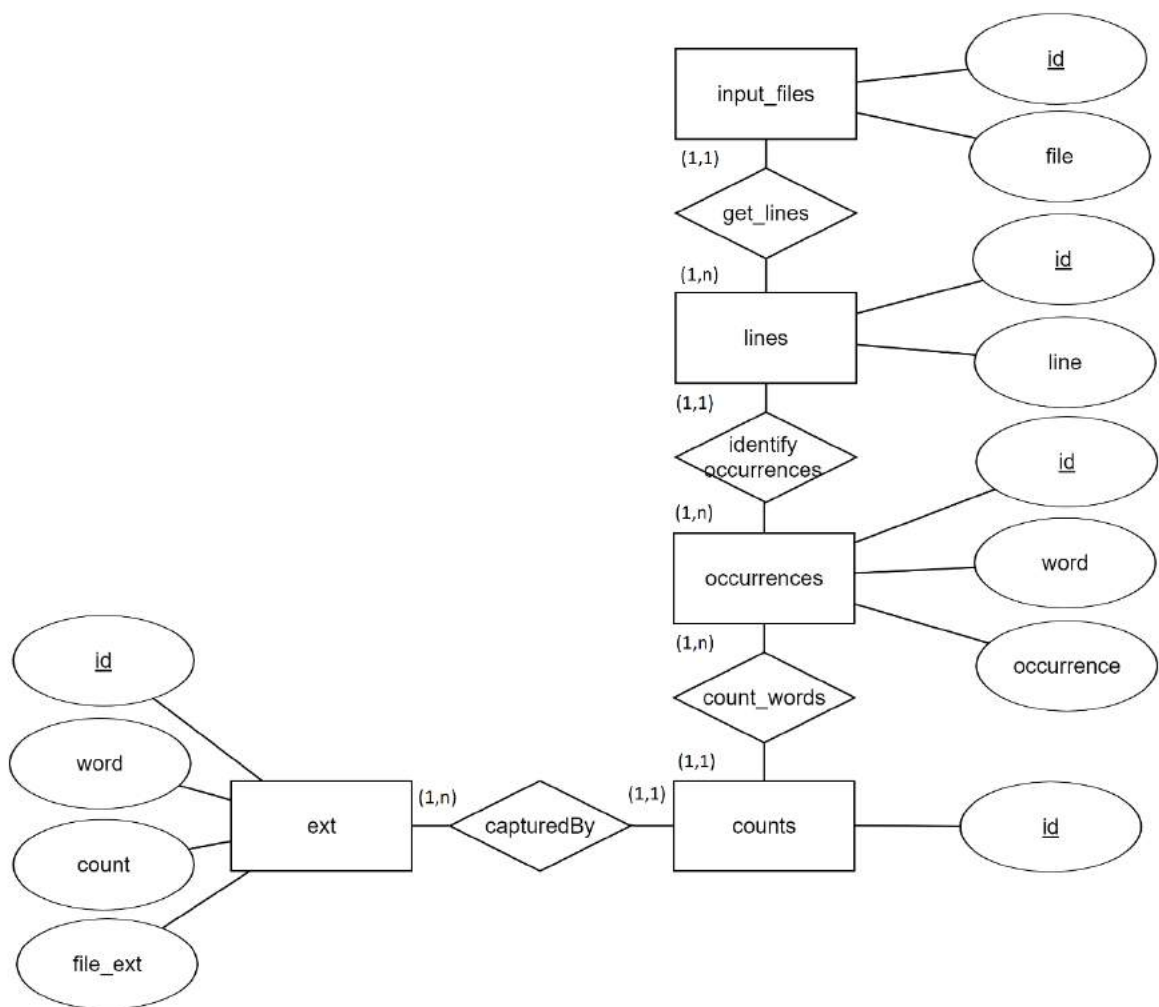 id
input_files
file
(1,1)
get_lines
(1,n)
id
lines
line
(1,1)
identify
occurrences
id
(1,n)
occurrences
word
(1,n)
occurrence
count_words
(1,1)
id
word
count
file_ext
ext
(1,n)
capturedBy
(1,1)
counts
id